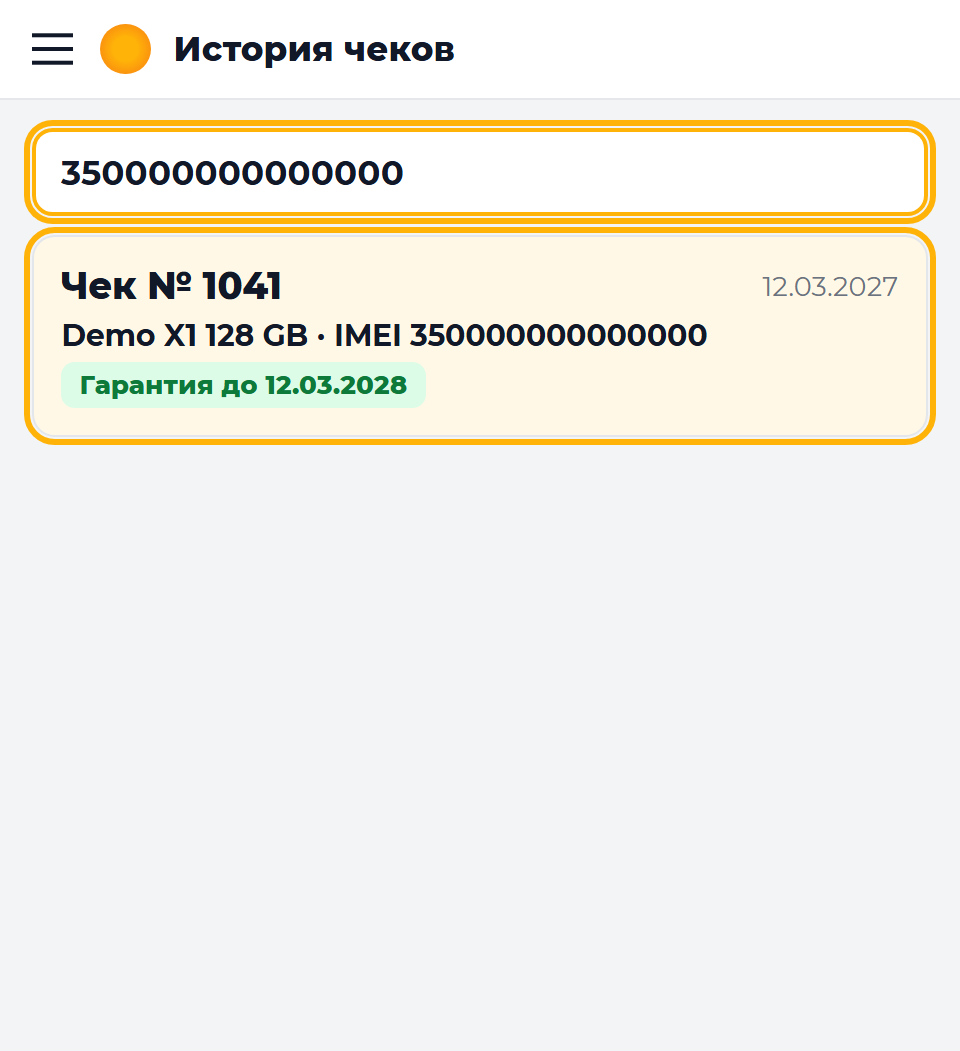 История чеков
350000000000000
Чек № 1041
12.03.2027
Demo X1 128 GB · IMEI 350000000000000
Гарантия до 12.03.2028